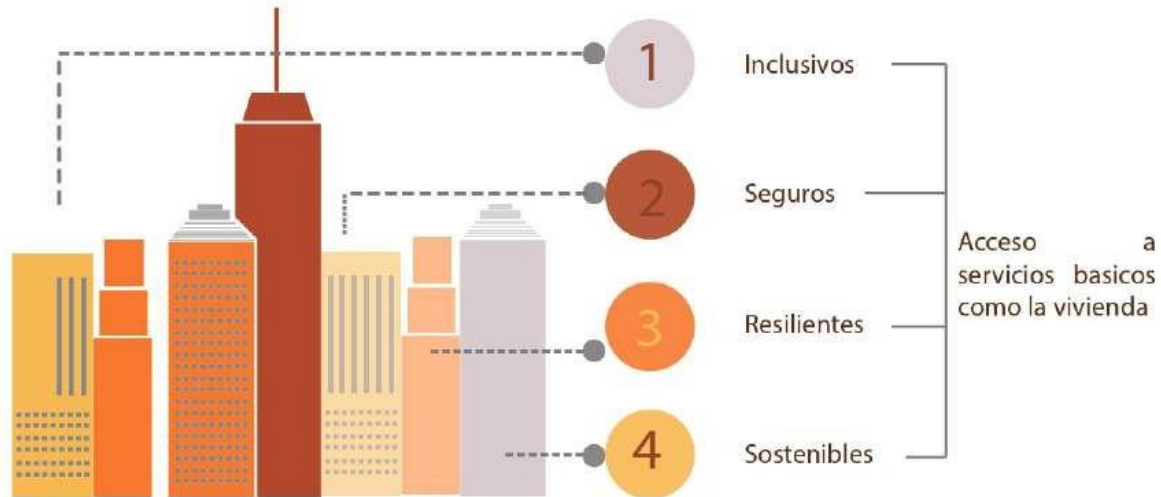 1
Inclusivos
2
Seguros
Acceso a
servicios basicos
como la vivienda
3
Resilientes
4
Sostenibles